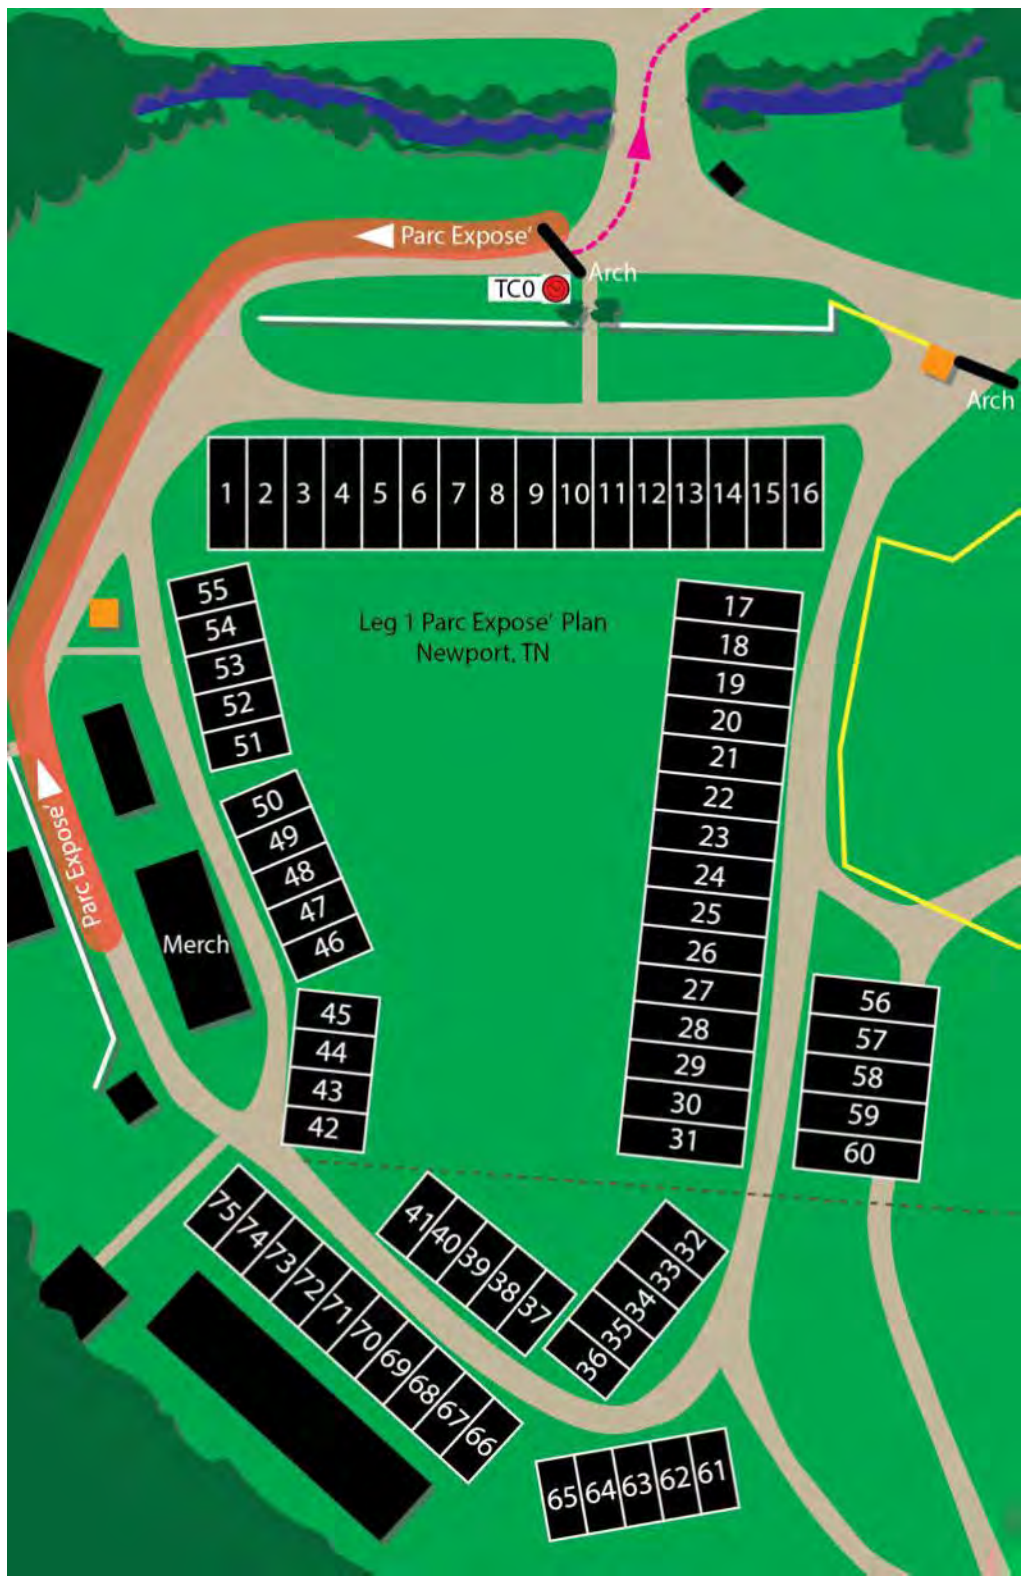 Parc Expose'
Arch
TC0
Arch
1 2 3 4 5 6 7 8 9 10 11 12 13 14 15 16
Leg 1 Parc Expose' Plan
Newport, TN
55
54
53
52
51
50
49
48
47
46
45
44
43
42
17
18
19
20
21
22
23
24
25
26
27
28
29
30
31
Parc Expose'
Merch
56
57
58
59
60
41 40 39 38 37
36 35 34 33 32
75 74 73 72 71 70 69 68 67 66
65 64 63 62 61